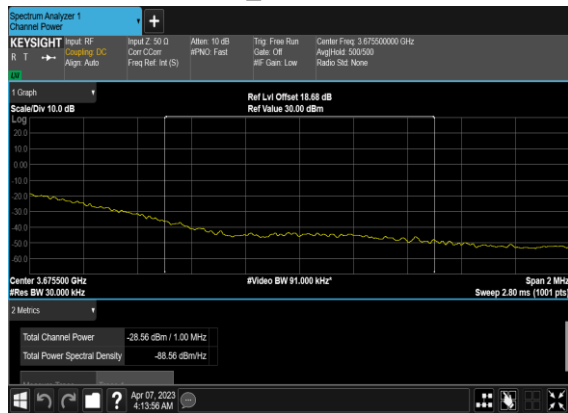 Spectrum Analyzer 1
Channel Power
+
KEYSIGHT
R T
LW
Input: RF
Coupling: DC
Align: Auto
Input Z: 50 Ω
Corr CCorr
Freq Ref: Int (S)
Atten: 10 dB
#PNO: Fast
Trig: Free Run
Gate: Off
#IF Gain: Low
Center Freq: 3.675500000 GHz
Avg|Hold: 500/500
Radio Std: None
1 Graph
Scale/Div 10.0 dB
Ref Lvl Offset 18.68 dB
Ref Value 30.00 dBm
Log
20.0
10.0
0.00
-10.0
-20.0
-30.0
-40.0
-50.0
-60.0
Center 3.675500 GHz
#Res BW 30.000 kHz
#Video BW 91.000 kHz*
Span 2 MHz
Sweep 2.80 ms (1001 pts)
2 Metrics
Total Channel Power -28.56 dBm / 1.00 MHz
Total Power Spectral Density -88.56 dBm/Hz
?
Apr 07, 2023
4:13:56 AM